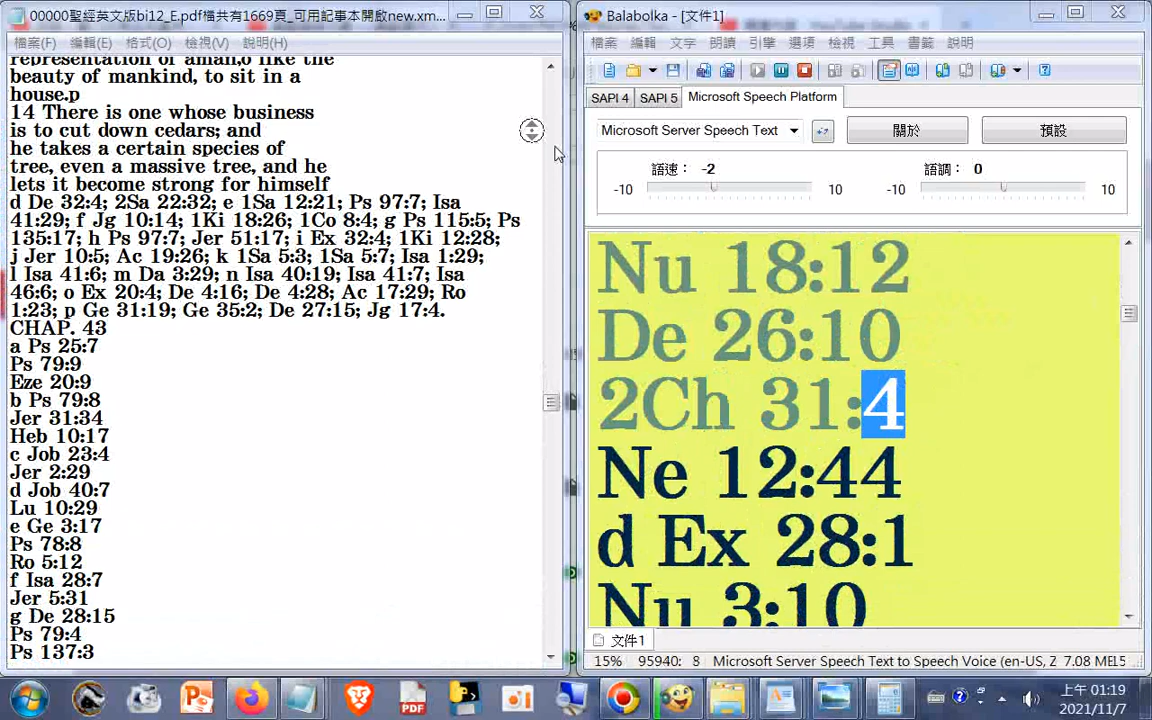 00000聖經英文版bi12_E.pdf檔共有1669頁_可用記事本開啟new.xm...
檔案(F) 編輯(E) 格式(O) 檢視(V) 說明(H)
representation of aman,o like the
beauty of mankind, to sit in a
house.p
14 There is one whose business
is to cut down cedars; and
he takes a certain species of
tree, even a massive tree, and he
lets it become strong for himself
d De 32:4; 2Sa 22:32; e 1Sa 12:21; Ps 97:7; Isa
41:29; f Jg 10:14; 1Ki 18:26; 1Co 8:4; g Ps 115:5; Ps
135:17; h Ps 97:7; Jer 51:17; i Ex 32:4; 1Ki 12:28;
j Jer 10:5; Ac 19:26; k 1Sa 5:3; 1Sa 5:7; Isa 1:29;
l Isa 41:6; m Da 3:29; n Isa 40:19; Isa 41:7; Isa
46:6; o Ex 20:4; De 4:16; De 4:28; Ac 17:29; Ro
1:23; p Ge 31:19; Ge 35:2; De 27:15; Jg 17:4.
CHAP. 43
a Ps 25:7
Ps 79:9
Eze 20:9
b Ps 79:8
Jer 31:34
Heb 10:17
c Job 23:4
Jer 2:29
d Job 40:7
Lu 10:29
e Ge 3:17
Ps 78:8
Ro 5:12
f Isa 28:7
Jer 5:31
g De 28:15
Ps 79:4
Ps 137:3
Balabolka - [文件1]
檔案 編輯 文字 朗讀 引擎 選項 檢視 工具 書籤 說明
SAPI 4 SAPI 5 Microsoft Speech Platform
Microsoft Server Speech Text 關於 預設
語速: -2 語調: 0
-10 10 -10 10
Nu 18:12
De 26:10
2Ch 31:4
Ne 12:44
d Ex 28:1
Nu 3:10
文件1
15% 95940: 8 Microsoft Server Speech Text to Speech Voice (en-US, Z 7.08 МБ15
上午 01:19
2021/11/7